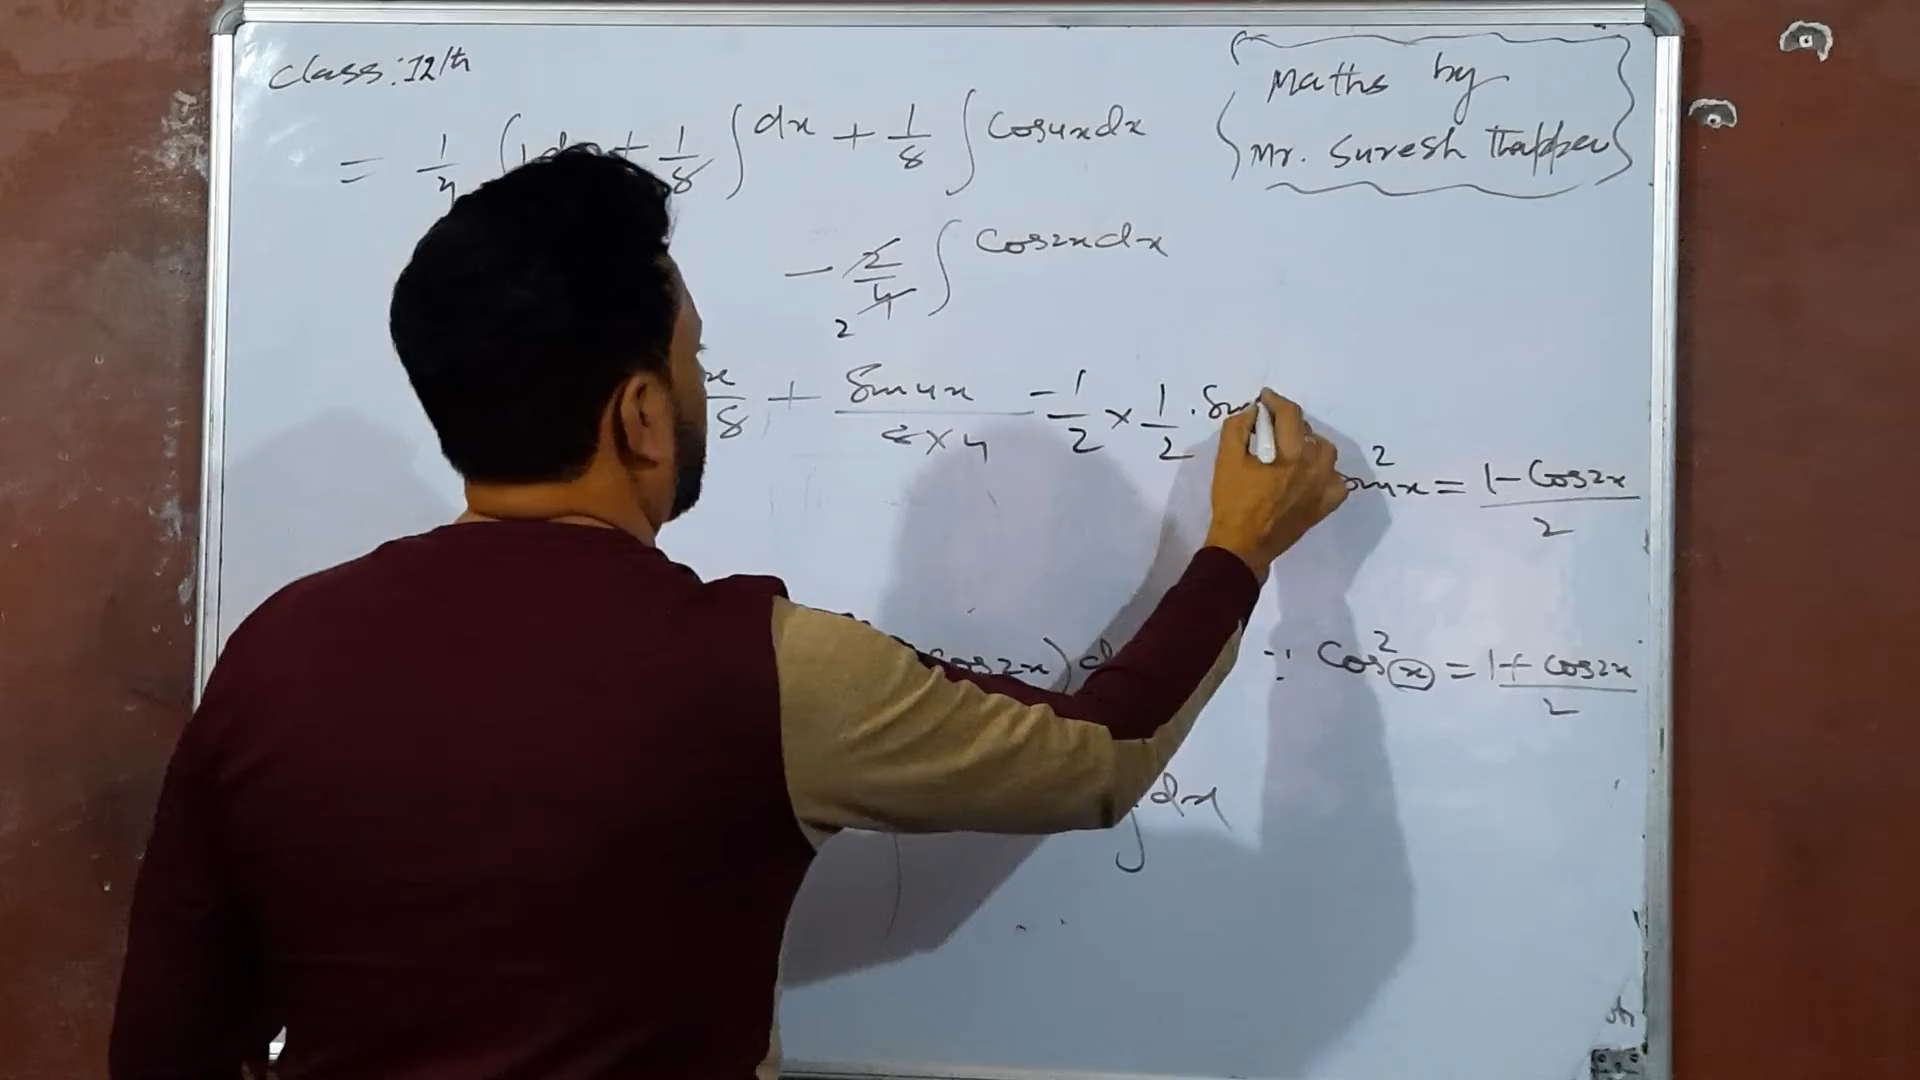 Class: 12th
Maths by
Mr. Suresh Thapper
= 1/4 ∫ 1 dx + 1/8 ∫ dx + 1/8 ∫ Cos4x dx
- 2/4 ∫ Cos2x dx
2
x/8 + Sin4x/8×4 - 1/2 × 1/2 . Sin
Sin²x = 1 - Cos2x/2
Cos2x)
∵ Cos²x = 1 + Cos2x/2
∫ dx